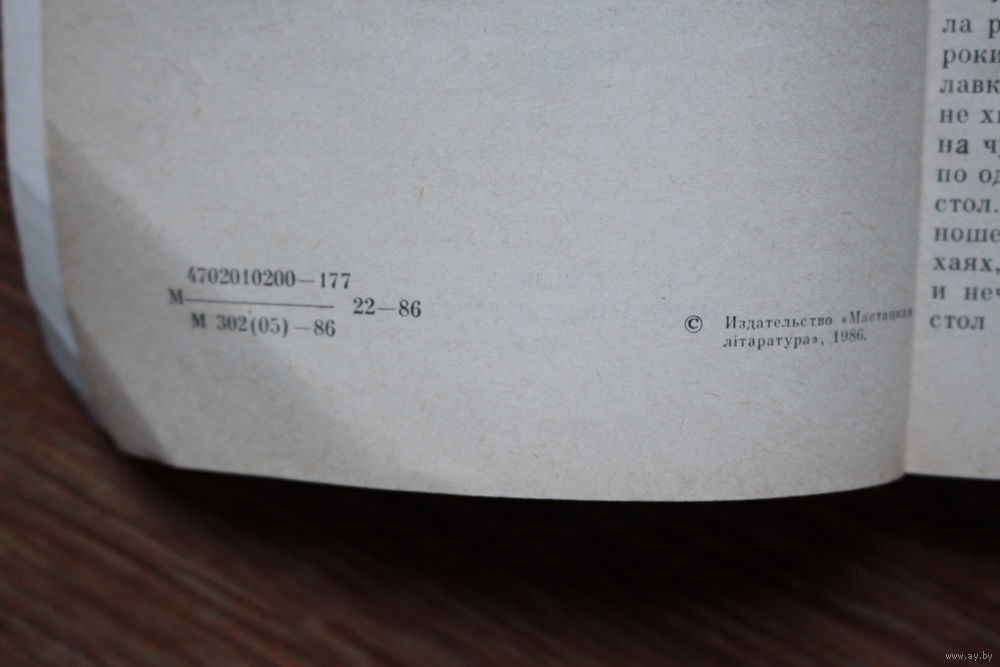 4702010200—177
М
22—86
М 302(05)—86
© Издательство «Мастацкая
літаратура», 1986.
ла р
роки
лавк
не х
на ч
по од
стол.
ноше
хаях,
и не
стол
www.ay.by